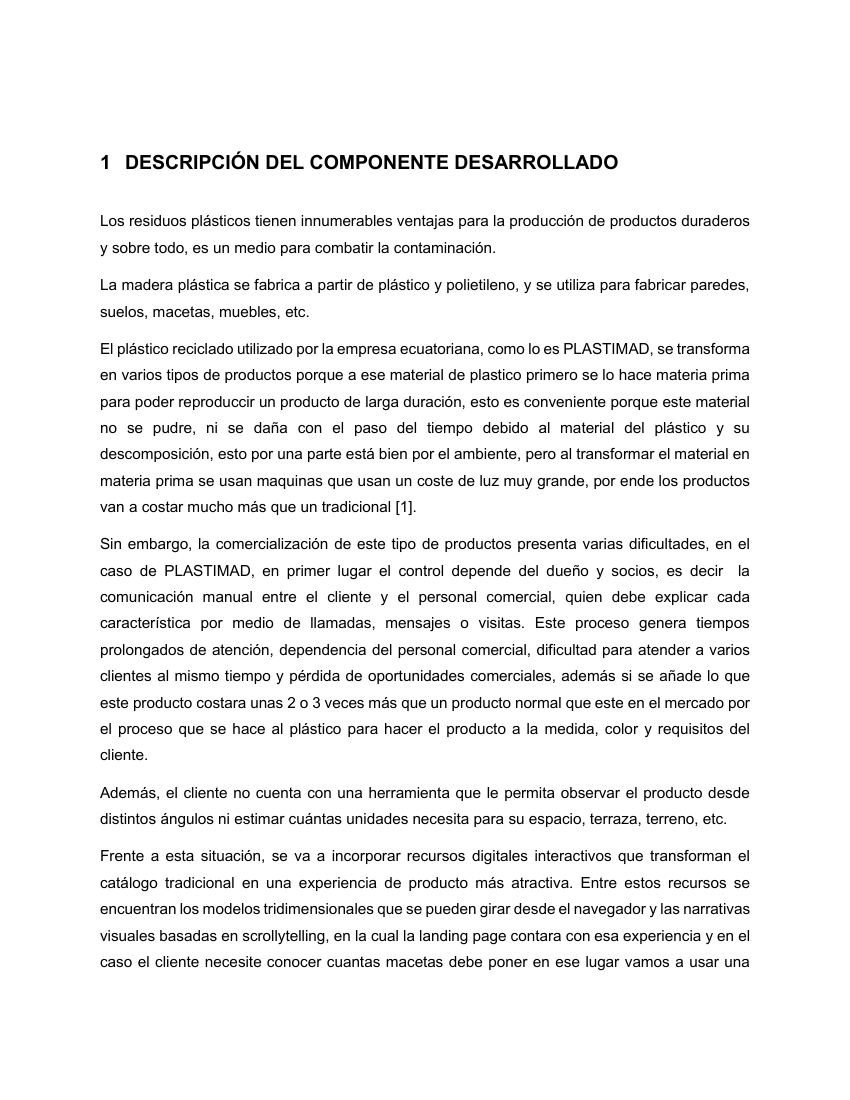 1 DESCRIPCIÓN DEL COMPONENTE DESARROLLADO
Los residuos plásticos tienen innumerables ventajas para la producción de productos duraderos
y sobre todo, es un medio para combatir la contaminación.
La madera plástica se fabrica a partir de plástico y polietileno, y se utiliza para fabricar paredes,
suelos, macetas, muebles, etc.
El plástico reciclado utilizado por la empresa ecuatoriana, como lo es PLASTIMAD, se transforma
en varios tipos de productos porque a ese material de plastico primero se lo hace materia prima
para poder reproduccir un producto de larga duración, esto es conveniente porque este material
no se pudre, ni se daña con el paso del tiempo debido al material del plástico y su
descomposición, esto por una parte está bien por el ambiente, pero al transformar el material en
materia prima se usan maquinas que usan un coste de luz muy grande, por ende los productos
van a costar mucho más que un tradicional [1].
Sin embargo, la comercialización de este tipo de productos presenta varias dificultades, en el
caso de PLASTIMAD, en primer lugar el control depende del dueño y socios, es decir la
comunicación manual entre el cliente y el personal comercial, quien debe explicar cada
característica por medio de llamadas, mensajes o visitas. Este proceso genera tiempos
prolongados de atención, dependencia del personal comercial, dificultad para atender a varios
clientes al mismo tiempo y pérdida de oportunidades comerciales, además si se añade lo que
este producto costara unas 2 o 3 veces más que un producto normal que este en el mercado por
el proceso que se hace al plástico para hacer el producto a la medida, color y requisitos del
cliente.
Además, el cliente no cuenta con una herramienta que le permita observar el producto desde
distintos ángulos ni estimar cuántas unidades necesita para su espacio, terraza, terreno, etc.
Frente a esta situación, se va a incorporar recursos digitales interactivos que transforman el
catálogo tradicional en una experiencia de producto más atractiva. Entre estos recursos se
encuentran los modelos tridimensionales que se pueden girar desde el navegador y las narrativas
visuales basadas en scrollytelling, en la cual la landing page contara con esa experiencia y en el
caso el cliente necesite conocer cuantas macetas debe poner en ese lugar vamos a usar una